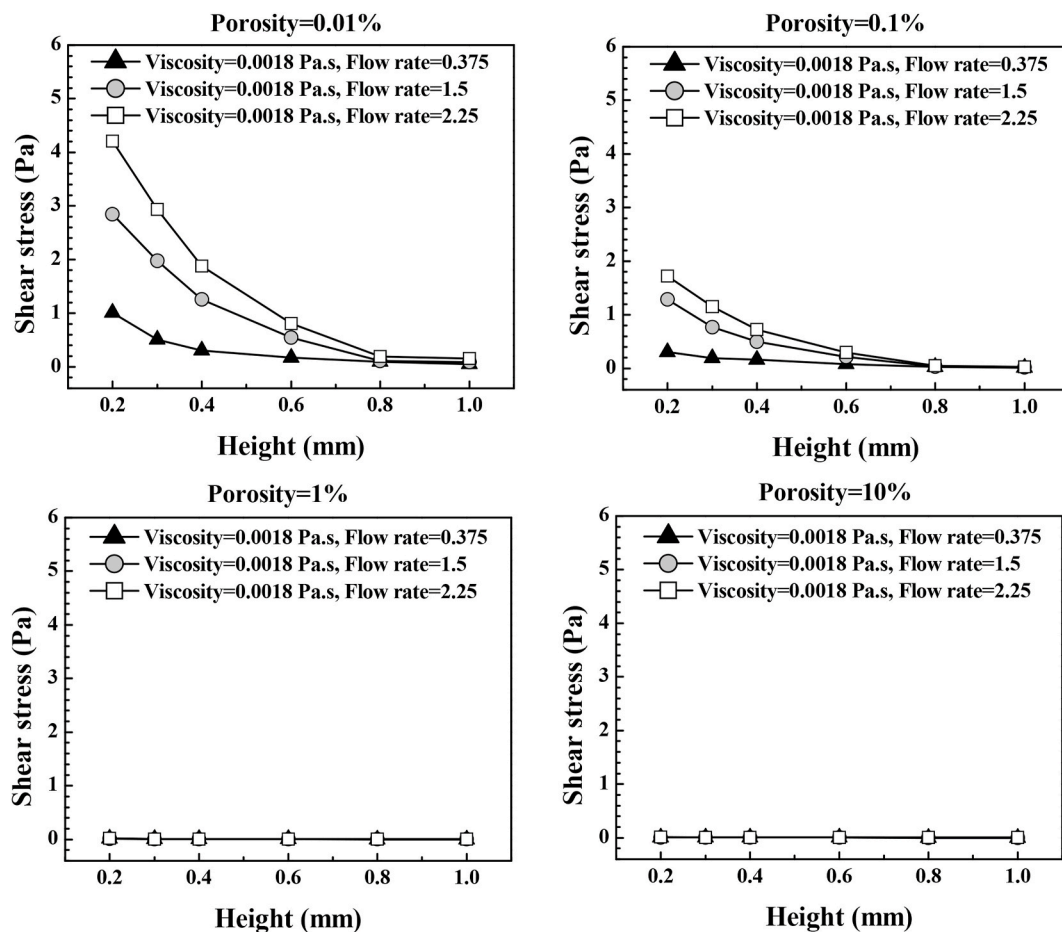 Porosity=0.01%
6
5
4
3
2
1
0
Shear stress (Pa)
Viscosity=0.0018 Pa.s, Flow rate=0.375
Viscosity=0.0018 Pa.s, Flow rate=1.5
Viscosity=0.0018 Pa.s, Flow rate=2.25
0.2 0.4 0.6 0.8 1.0
Height (mm)
Porosity=0.1%
6
5
4
3
2
1
0
Shear stress (Pa)
Viscosity=0.0018 Pa.s, Flow rate=0.375
Viscosity=0.0018 Pa.s, Flow rate=1.5
Viscosity=0.0018 Pa.s, Flow rate=2.25
0.2 0.4 0.6 0.8 1.0
Height (mm)
Porosity=1%
6
5
4
3
2
1
0
Shear stress (Pa)
Viscosity=0.0018 Pa.s, Flow rate=0.375
Viscosity=0.0018 Pa.s, Flow rate=1.5
Viscosity=0.0018 Pa.s, Flow rate=2.25
0.2 0.4 0.6 0.8 1.0
Height (mm)
Porosity=10%
6
5
4
3
2
1
0
Shear stress (Pa)
Viscosity=0.0018 Pa.s, Flow rate=0.375
Viscosity=0.0018 Pa.s, Flow rate=1.5
Viscosity=0.0018 Pa.s, Flow rate=2.25
0.2 0.4 0.6 0.8 1.0
Height (mm)